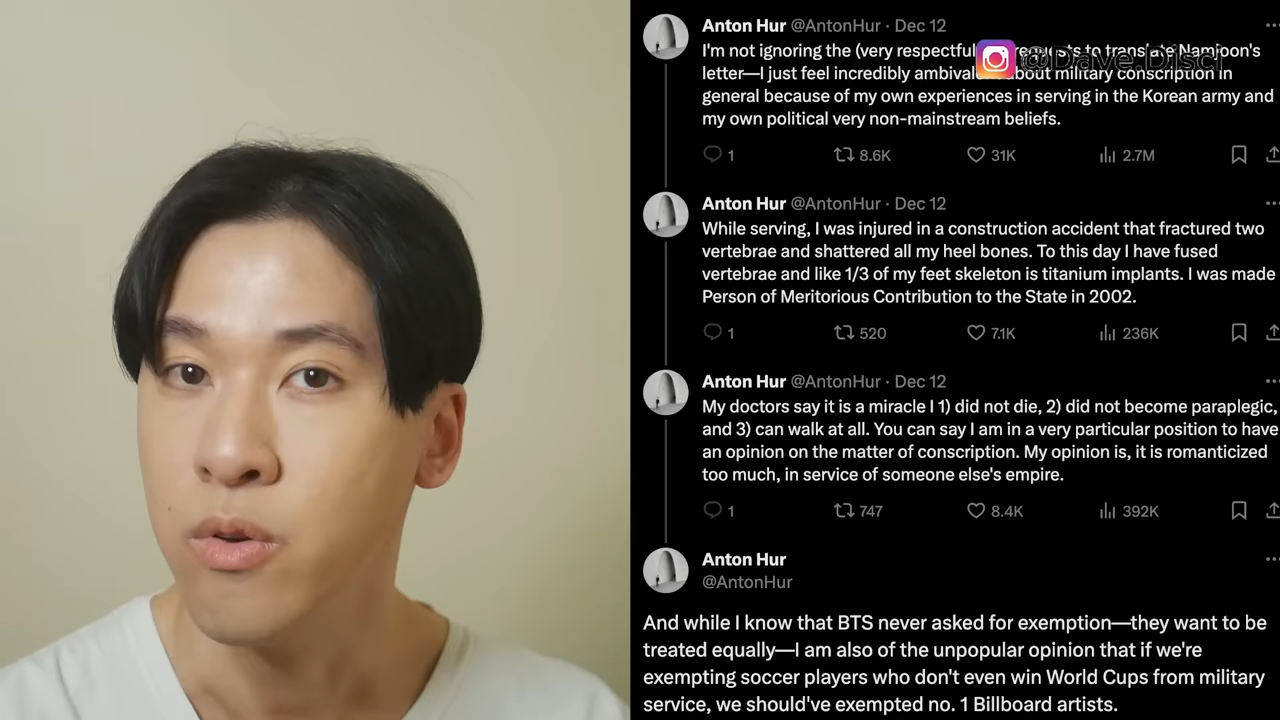 Anton Hur @AntonHur · Dec 12
I'm not ignoring the (very respectful requests to translate Namjoon's
@Dave.Disci
letter—I just feel incredibly ambivalent about military conscription in
general because of my own experiences in serving in the Korean army and
my own political very non-mainstream beliefs.
1 8.6K 31K 2.7M
Anton Hur @AntonHur · Dec 12
While serving, I was injured in a construction accident that fractured two
vertebrae and shattered all my heel bones. To this day I have fused
vertebrae and like 1/3 of my feet skeleton is titanium implants. I was made
Person of Meritorious Contribution to the State in 2002.
1 520 7.1K 236K
Anton Hur @AntonHur · Dec 12
My doctors say it is a miracle I 1) did not die, 2) did not become paraplegic,
and 3) can walk at all. You can say I am in a very particular position to have
an opinion on the matter of conscription. My opinion is, it is romanticized
too much, in service of someone else's empire.
1 747 8.4K 392K
Anton Hur
@AntonHur
And while I know that BTS never asked for exemption—they want to be
treated equally—I am also of the unpopular opinion that if we're
exempting soccer players who don't even win World Cups from military
service, we should've exempted no. 1 Billboard artists.